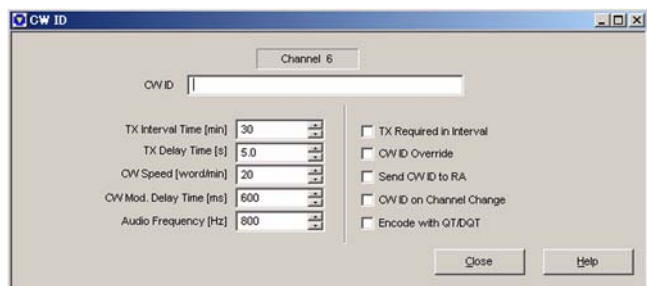 CW ID
Channel 6
CW ID
TX Interval Time [min] 30
TX Delay Time [s] 5.0
CW Speed [word/min] 20
CW Mod. Delay Time [ms] 600
Audio Frequency [Hz] 800
TX Required in Interval
CW ID Override
Send CW ID to RA
CW ID on Channel Change
Encode with QT/DQT
Close Help